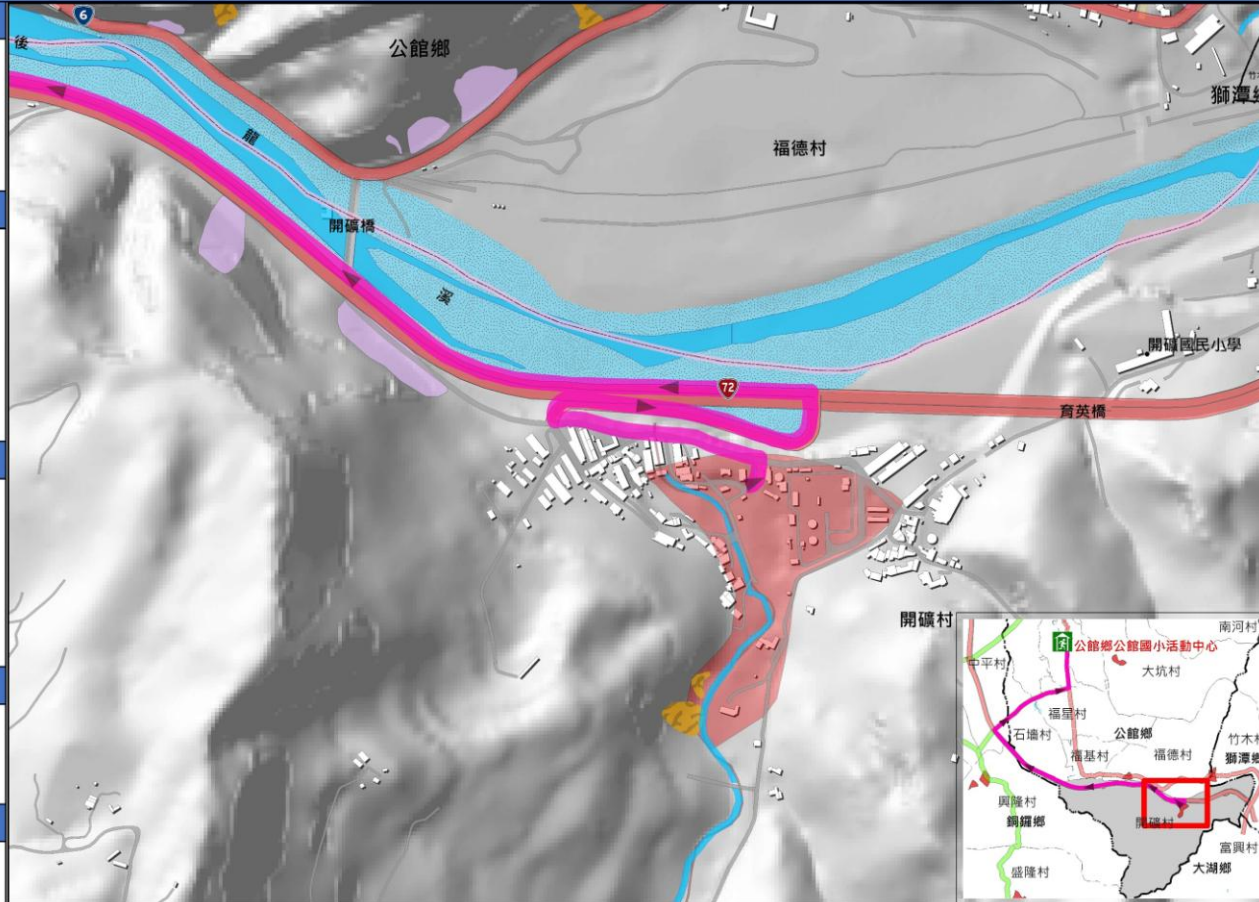 6
後
公館鄉
獅潭鄉
龍
福德村
開礦橋
溪
開礦國民小學
72
育英橋
開礦村
南河村
公館鄉公館國小活動中心
中平村
大坑村
福星村
石墻村
公館鄉
竹木村
福基村
福德村
獅潭鄉
興隆村
開礦村
銅鑼鄉
富興村
盛隆村
大湖鄉